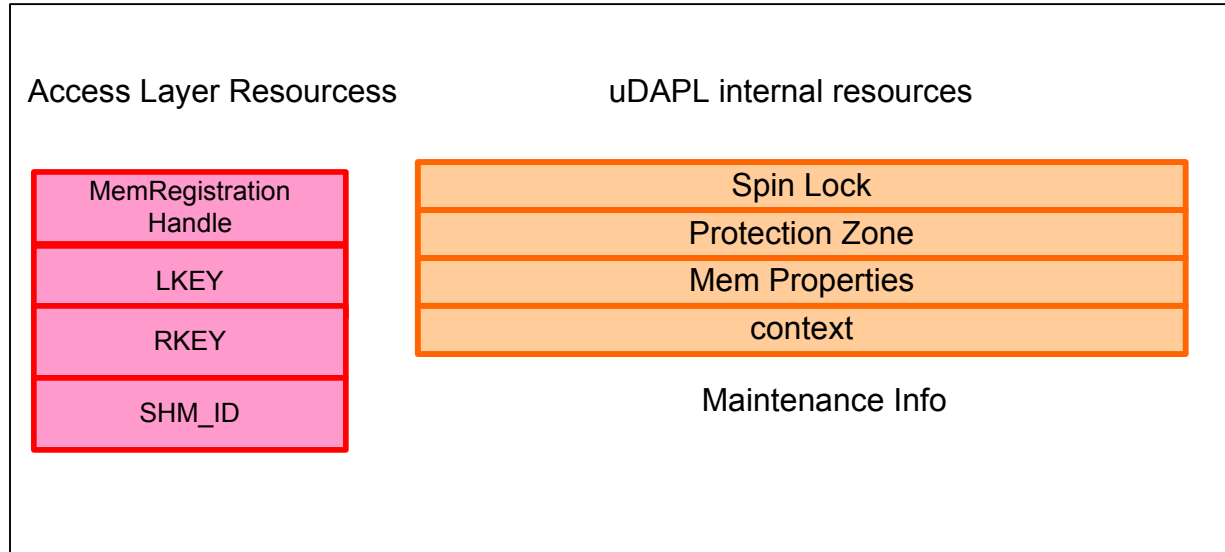 Access Layer Resourcess
uDAPL internal resources
MemRegistration
Handle
LKEY
RKEY
SHM_ID
Spin Lock
Protection Zone
Mem Properties
context
Maintenance Info